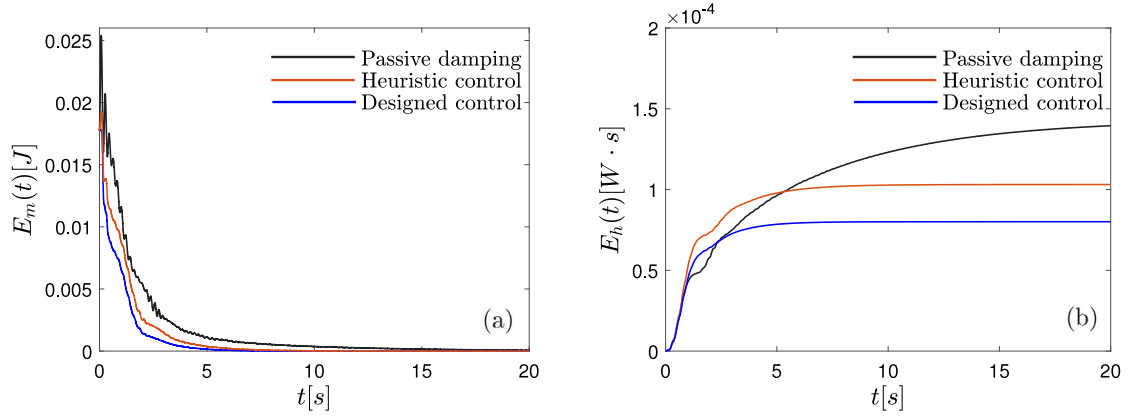 0.025
0.02
0.015
0.01
0.005
0
E_m(t)[J]
Passive damping
Heuristic control
Designed control
(a)
0 5 10 15 20
t[s]
×10^-4
2
1.5
1
0.5
0
E_h(t)[W · s]
Passive damping
Heuristic control
Designed control
(b)
0 5 10 15 20
t[s]